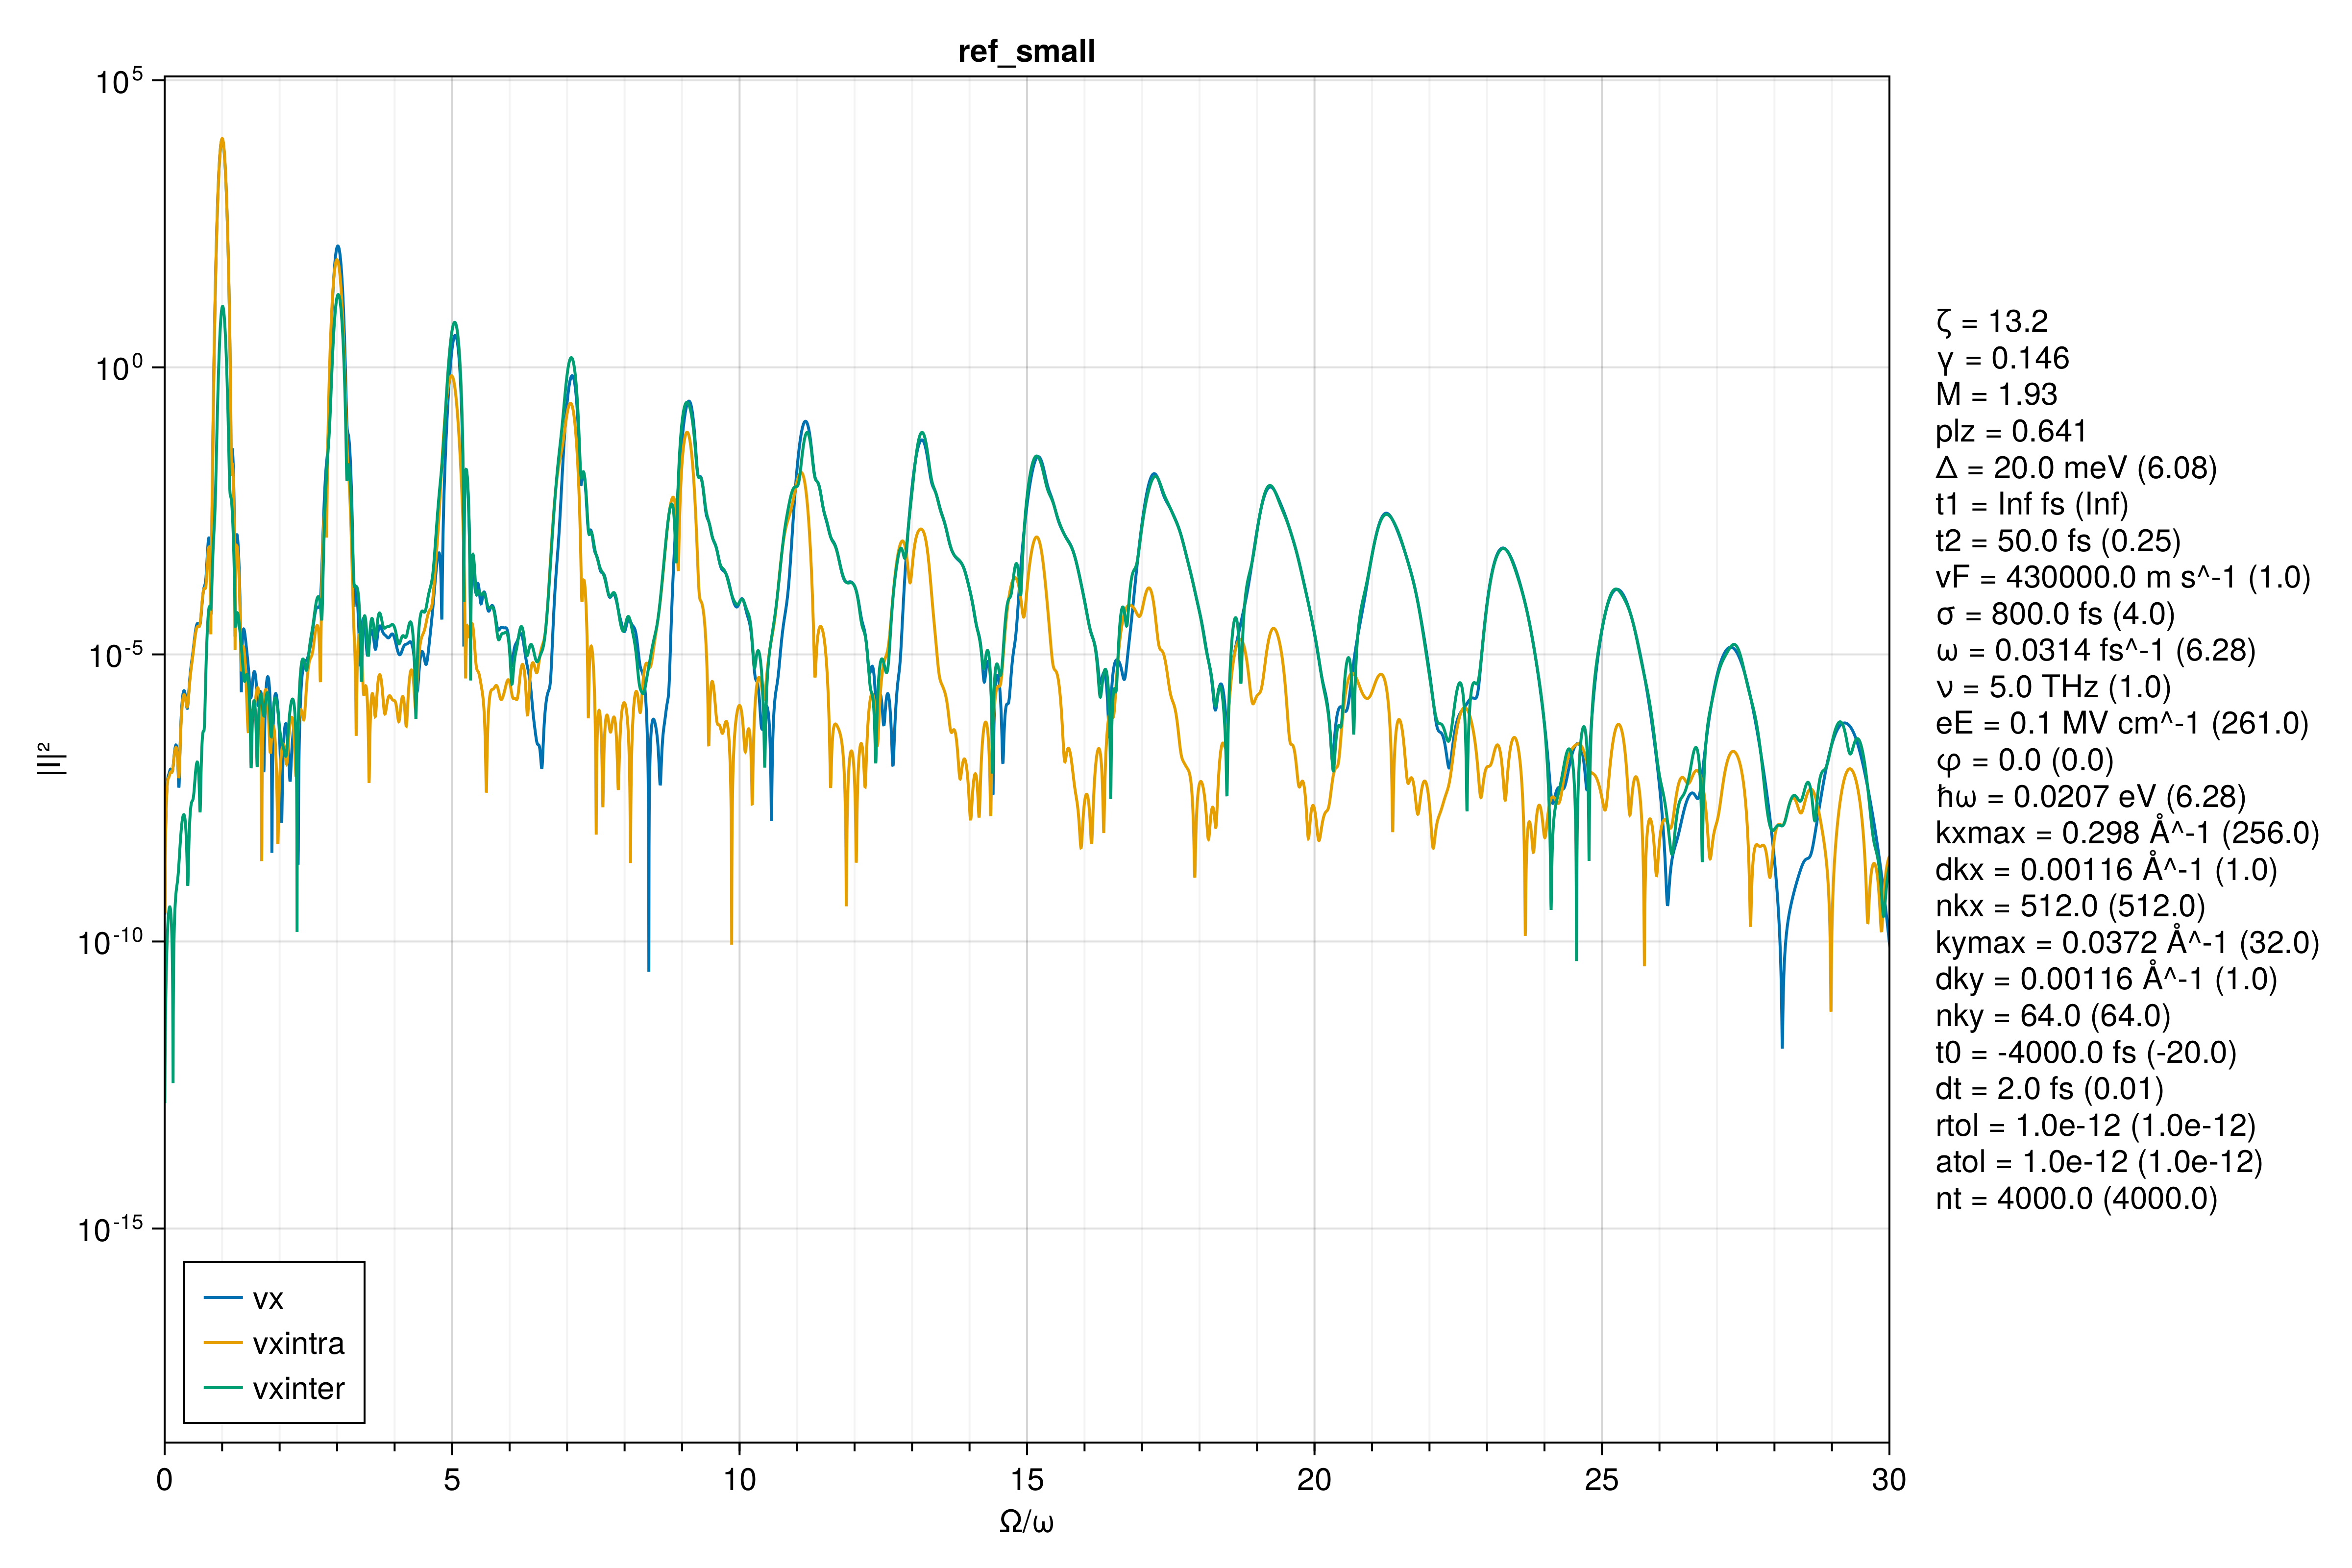 ref_small
10^5
10^0
10^-5
10^-10
10^-15
|I|²
vx
vxintra
vxinter
0 5 10 15 20 25 30
Ω/ω
ζ = 13.2
γ = 0.146
M = 1.93
plz = 0.641
Δ = 20.0 meV (6.08)
t1 = Inf fs (Inf)
t2 = 50.0 fs (0.25)
vF = 430000.0 m s^-1 (1.0)
σ = 800.0 fs (4.0)
ω = 0.0314 fs^-1 (6.28)
ν = 5.0 THz (1.0)
eE = 0.1 MV cm^-1 (261.0)
φ = 0.0 (0.0)
ħω = 0.0207 eV (6.28)
kxmax = 0.298 Å^-1 (256.0)
dkx = 0.00116 Å^-1 (1.0)
nkx = 512.0 (512.0)
kymax = 0.0372 Å^-1 (32.0)
dky = 0.00116 Å^-1 (1.0)
nky = 64.0 (64.0)
t0 = -4000.0 fs (-20.0)
dt = 2.0 fs (0.01)
rtol = 1.0e-12 (1.0e-12)
atol = 1.0e-12 (1.0e-12)
nt = 4000.0 (4000.0)